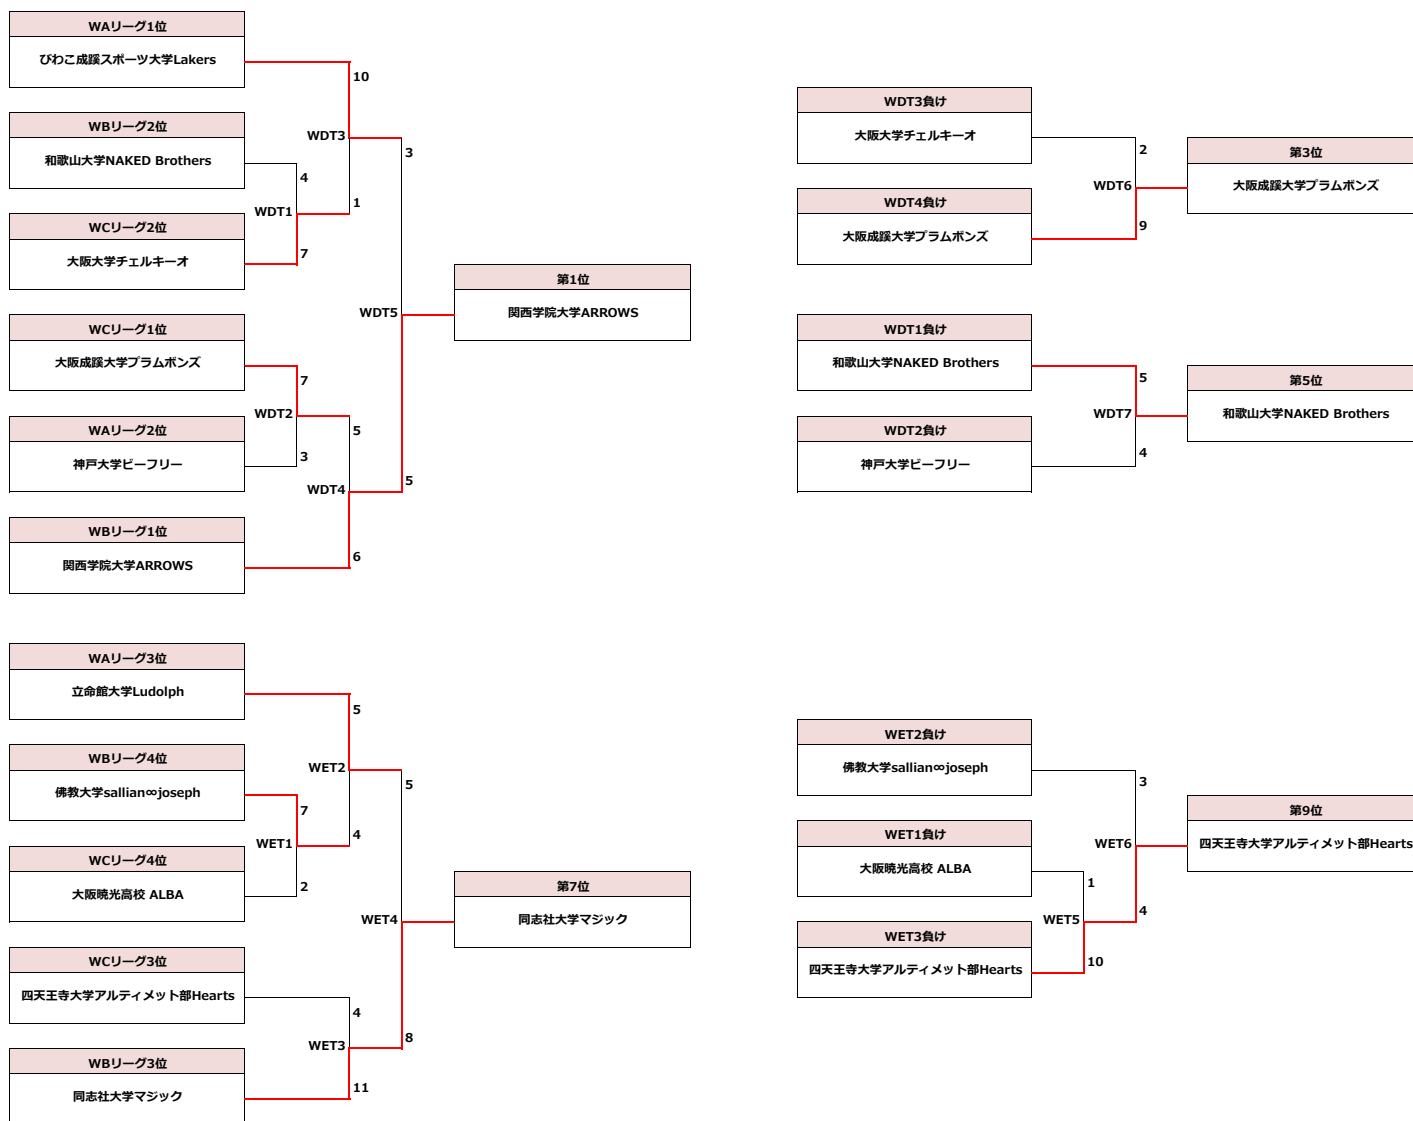 WAリーグ1位
びわこ成蹊スポーツ大学Lakers
10
WBリーグ2位
WDT3
和歌山大学NAKED Brothers
3
4
WDT1
1
WCリーグ2位
7
大阪大学チェルキーオ
第1位
WDT5
関西学院大学ARROWS
WCリーグ1位
大阪成蹊大学プラムボンズ
7
WDT2
5
WAリーグ2位
3
神戸大学ビーフリー
WDT4
5
WBリーグ1位
6
関西学院大学ARROWS
WDT3負け
大阪大学チェルキーオ
2
第3位
WDT6
大阪成蹊大学プラムボンズ
WDT4負け
9
大阪成蹊大学プラムボンズ
WDT1負け
和歌山大学NAKED Brothers
5
第5位
WDT7
和歌山大学NAKED Brothers
WDT2負け
4
神戸大学ビーフリー
WAリーグ3位
立命館大学Ludolph
5
WBリーグ4位
WET2
佛教大学sallian∞joseph
5
7
WET1
4
WCリーグ4位
2
大阪暁光高校 ALBA
第7位
WET4
同志社大学マジック
WCリーグ3位
四天王寺大学アルティメット部Hearts
4
WET3
8
WBリーグ3位
11
同志社大学マジック
WET2負け
佛教大学sallian∞joseph
3
第9位
WET1負け
WET6
四天王寺大学アルティメット部Hearts
大阪暁光高校 ALBA
1
4
WET5
WET3負け
10
四天王寺大学アルティメット部Hearts